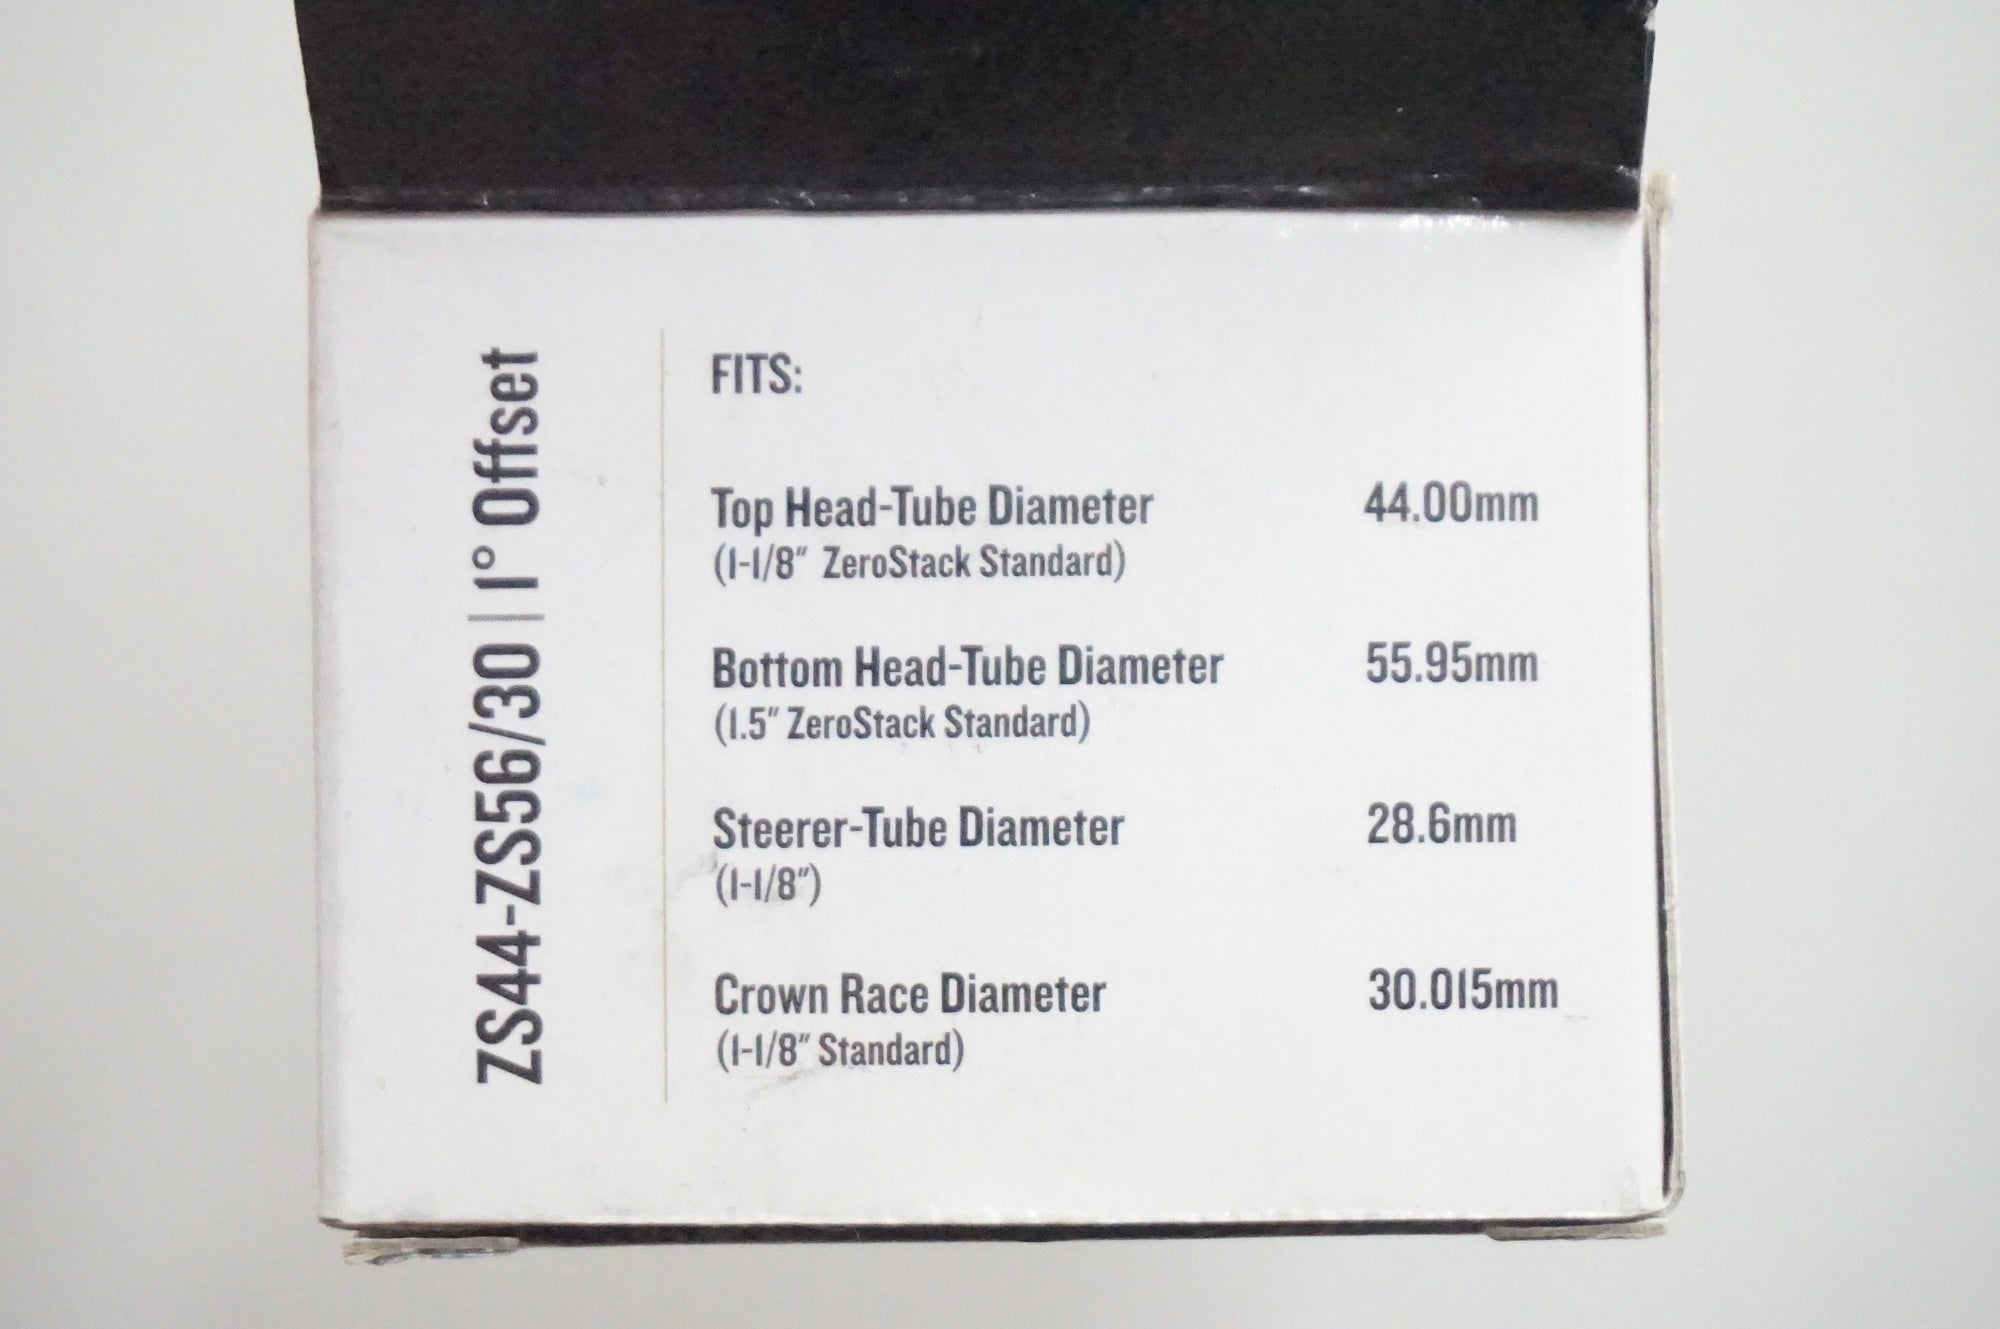 ZS44-ZS56/30 | 1° Offset
FITS:
Top Head-Tube Diameter 44.00mm
(1-1/8" ZeroStack Standard)
Bottom Head-Tube Diameter 55.95mm
(1.5" ZeroStack Standard)
Steerer-Tube Diameter 28.6mm
(1-1/8")
Crown Race Diameter 30.015mm
(1-1/8" Standard)